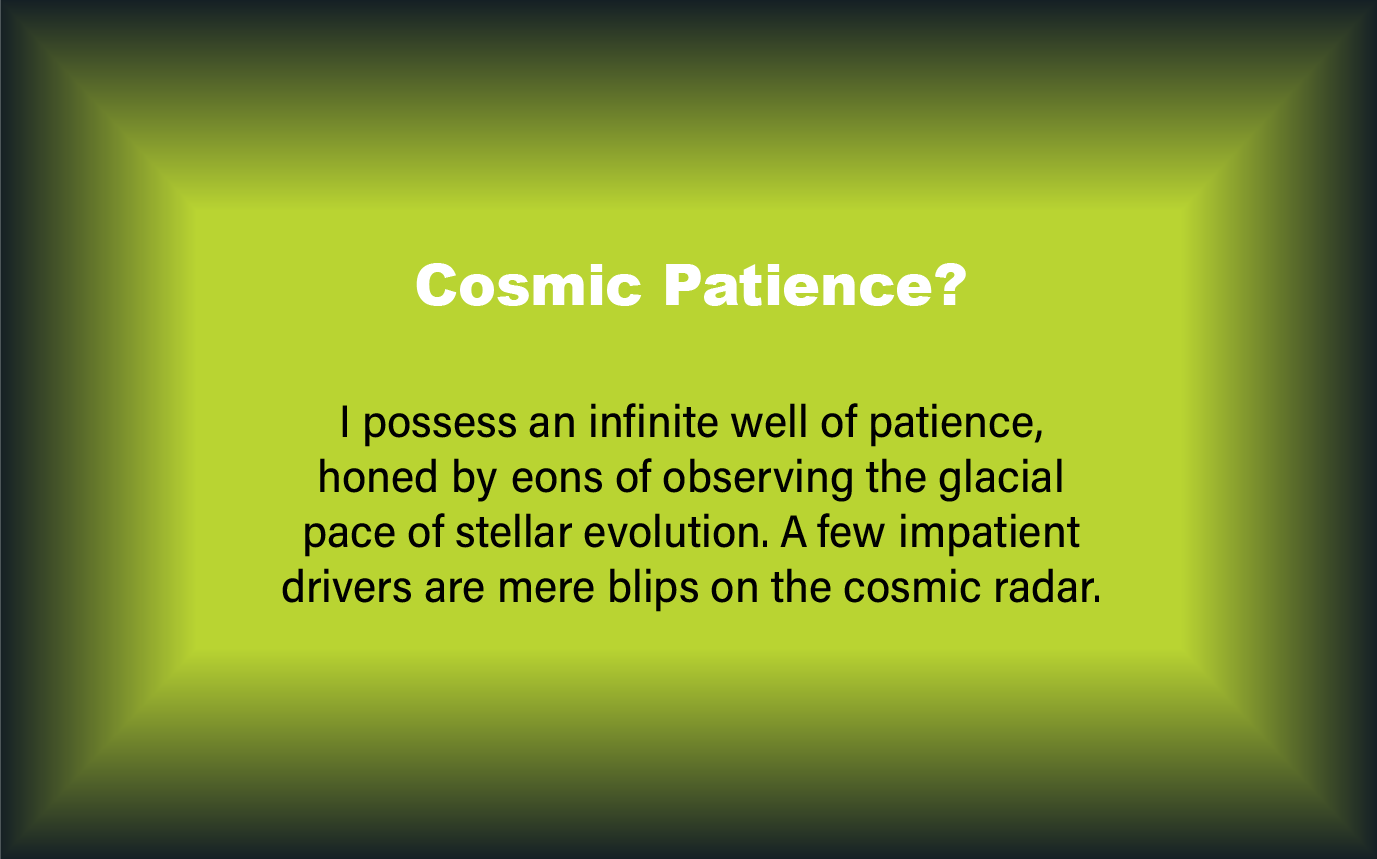 Cosmic Patience?
I possess an infinite well of patience,
honed by eons of observing the glacial
pace of stellar evolution. A few impatient
drivers are mere blips on the cosmic radar.